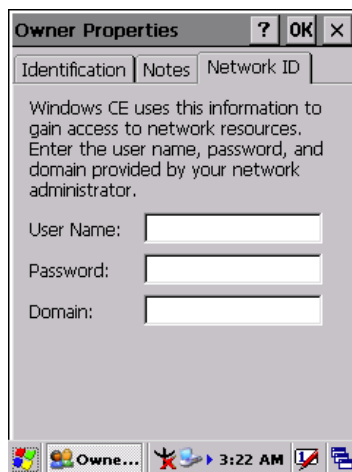 Owner Properties ? OK ×
Identification Notes Network ID
Windows CE uses this information to
gain access to network resources.
Enter the user name, password, and
domain provided by your network
administrator.
User Name:
Password:
Domain:
Owne... 3:22 AM